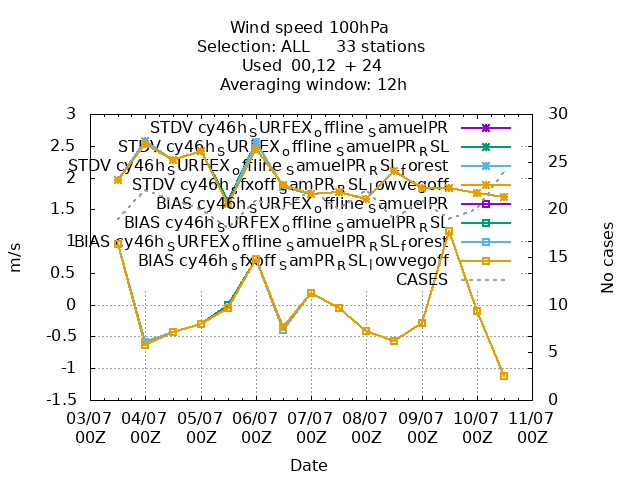 Wind speed 100hPa
Selection: ALL 33 stations
Used 00,12 + 24
Averaging window: 12h
3 30
STDV cy46h_SURFEX_offline_SamuelPR
2.5 25
STDV cy46h_SURFEX_offline_SamuelPR_RSL
STDV cy46h_SURFEX_offline_SamuelPR_RSL_forest
2 STDV cy46h_sfxoff_SamPR_RSL_lowvegoff
1.5 BIAS cy46h_SURFEX_offline_SamuelPR 20
BIAS cy46h_SURFEX_offline_SamuelPR_RSL
1 BIAS cy46h_SURFEX_offline_SamuelPR_RSL_forest 15
BIAS cy46h_sfxoff_SamPR_RSL_lowvegoff
0.5 CASES
0 10
-0.5
-1 5
-1.5 0
m/s
No cases
03/07 04/07 05/07 06/07 07/07 08/07 09/07 10/07 11/07
00Z 00Z 00Z 00Z 00Z 00Z 00Z 00Z 00Z
Date